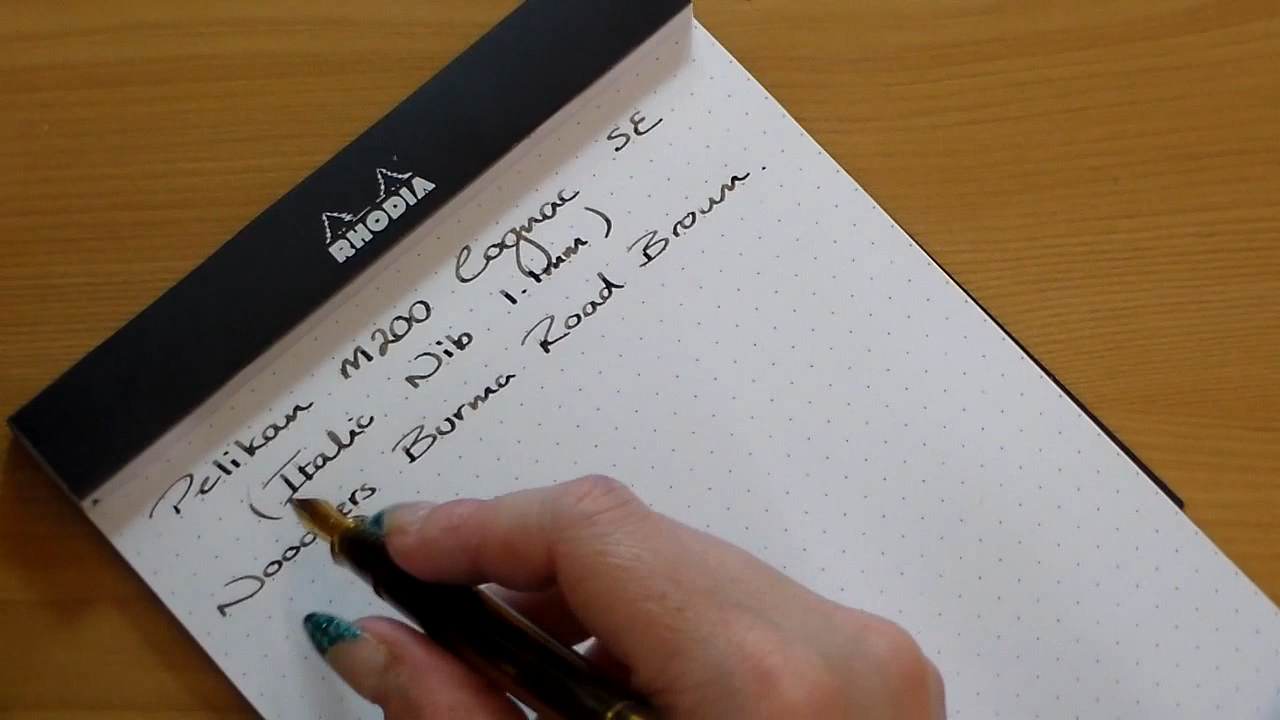 RHODIA
Pelikan M200 Cognac SE
(Italic Nib 1.1mm)
Burma Road Brown.